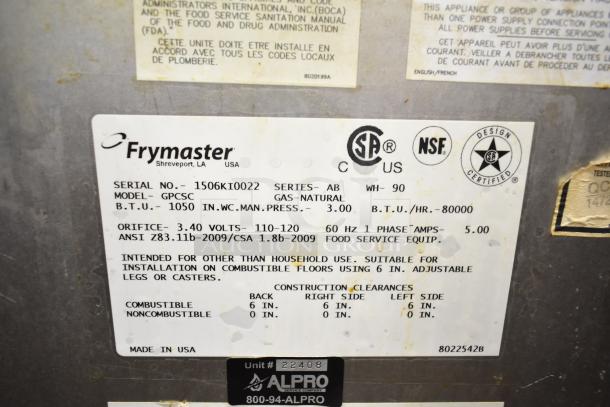 ADMINISTRATORS INTERNATIONAL, INC.(BOCA)
AND THE FOOD SERVICE SANITATION MANUAL
OF THE FOOD AND DRUG ADMINISTRATION
(FDA).
CETTE UNITE DOITE ETRE INSTALLE EN
ACCORD AVEC TOUS LES CODES LOCAUX
DE PLOMBERIE.
8020199A
THIS APPLIANCE OR GROUP OF APPLIANCES
THAN ONE POWER SUPPLY CONNECTION
ALL POWER SUPPLIES BEFORE SERVICING
CET APPAREIL PEUT AVOIR PLUS D'UNE
COURANT. VEILLER A DEBRANCHER TOUTES
DE COURANT AVANT DE PROCEDER AU
ENGLISH/FRENCH
Frymaster
Shreveport, LA USA
CSA ®
C US
NSF
DESIGN
CSA
CERTIFIED
SERIAL NO.- 1506KI0022 SERIES- AB WH- 90
MODEL- GPCSC GAS-NATURAL
B.T.U.- 1050 IN.WC.MAN.PRESS.- 3.00 B.T.U./HR.-80000
ORIFICE- 3.40 VOLTS- 110-120 60 Hz 1 PHASE AMPS- 5.00
ANSI Z83.11b-2009/CSA 1.8b-2009 FOOD SERVICE EQUIP.
INTENDED FOR OTHER THAN HOUSEHOLD USE. SUITABLE FOR
INSTALLATION ON COMBUSTIBLE FLOORS USING 6 IN. ADJUSTABLE
LEGS OR CASTERS.
CONSTRUCTION CLEARANCES
BACK RIGHT SIDE LEFT SIDE
COMBUSTIBLE 6 IN. 6 IN. 6 IN.
NONCOMBUSTIBLE 0 IN. 0 IN. 0 IN.
MADE IN USA 8022542B
Unit # 22408
ALPRO
800-94-ALPRO